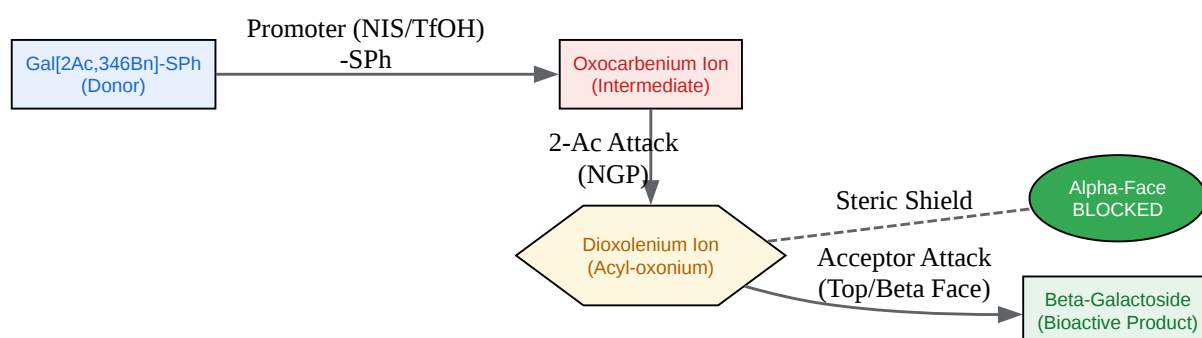 Promoter (NIS/TfOH)
-SPh
Gal[2Ac,346Bn]-SPh
(Donor)
Oxocarbenium Ion
(Intermediate)
2-Ac Attack
(NGP)
Alpha-Face
BLOCKED
Steric Shield
Dioxolenium Ion
(Acyl-oxonium)
Acceptor Attack
(Top/Beta Face)
Beta-Galactoside
(Bioactive Product)